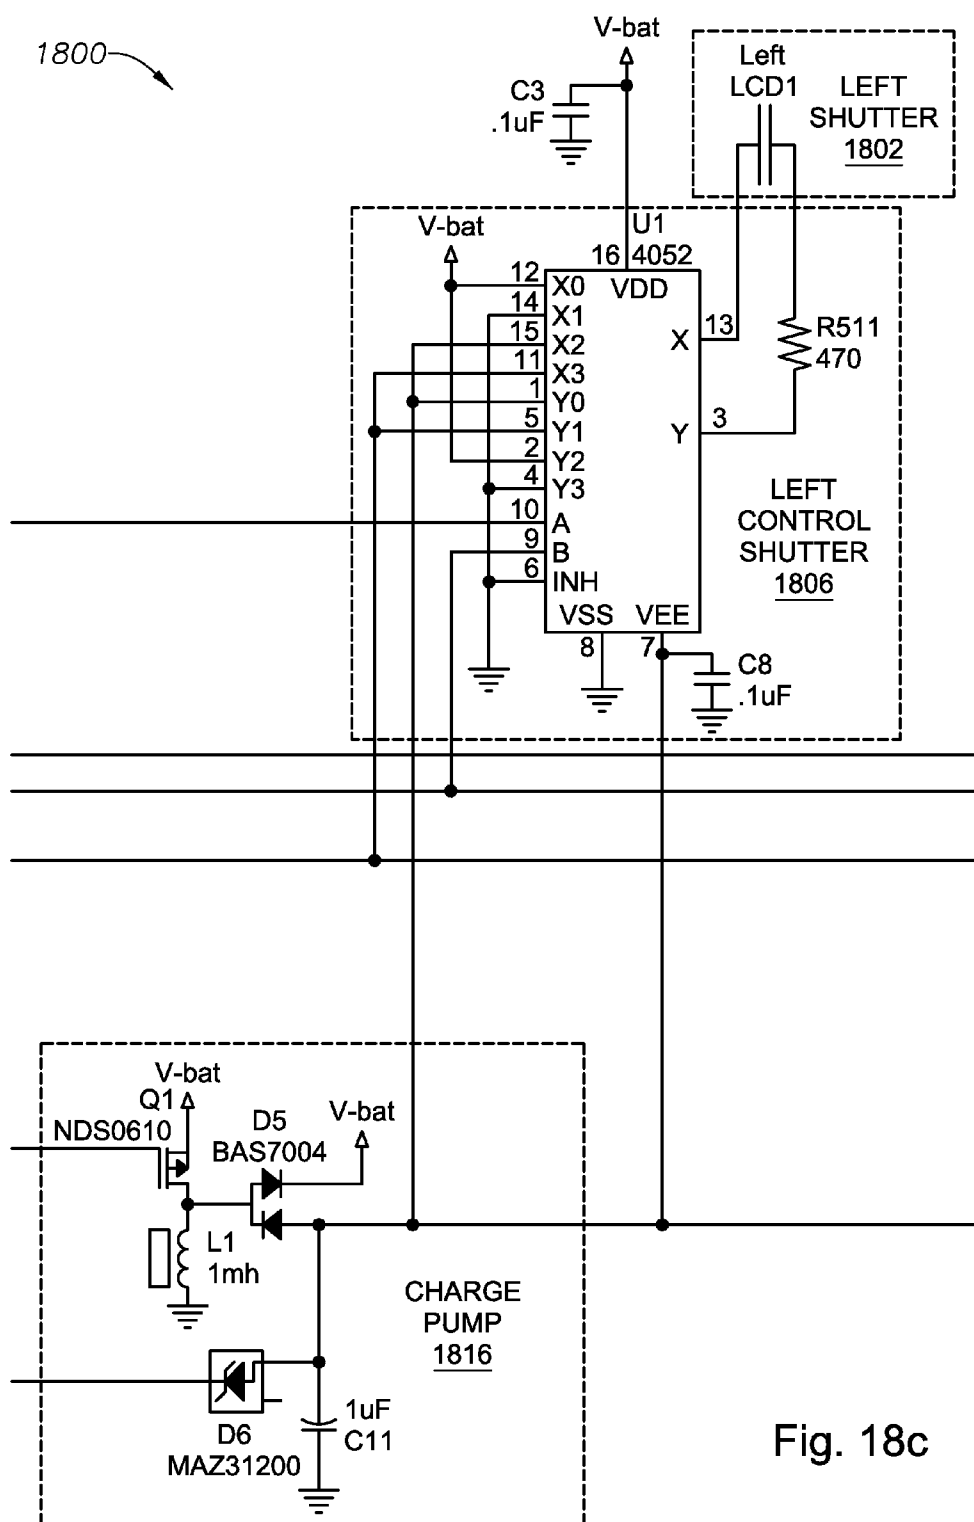 1800
V-bat
C3
.1uF
Left
LCD1
LEFT
SHUTTER
1802
V-bat
U1
16 4052
VDD
12 X0
14 X1
15 X2
11 X3
1 Y0
5 Y1
2 Y2
4 Y3
10 A
9 B
6 INH
X 13
Y 3
R511
470
VSS VEE
8 7
C8
.1uF
LEFT
CONTROL
SHUTTER
1806
V-bat
Q1
NDS0610
D5
BAS7004
V-bat
L1
1mh
CHARGE
PUMP
1816
D6
MAZ31200
1uF
C11
Fig. 18c